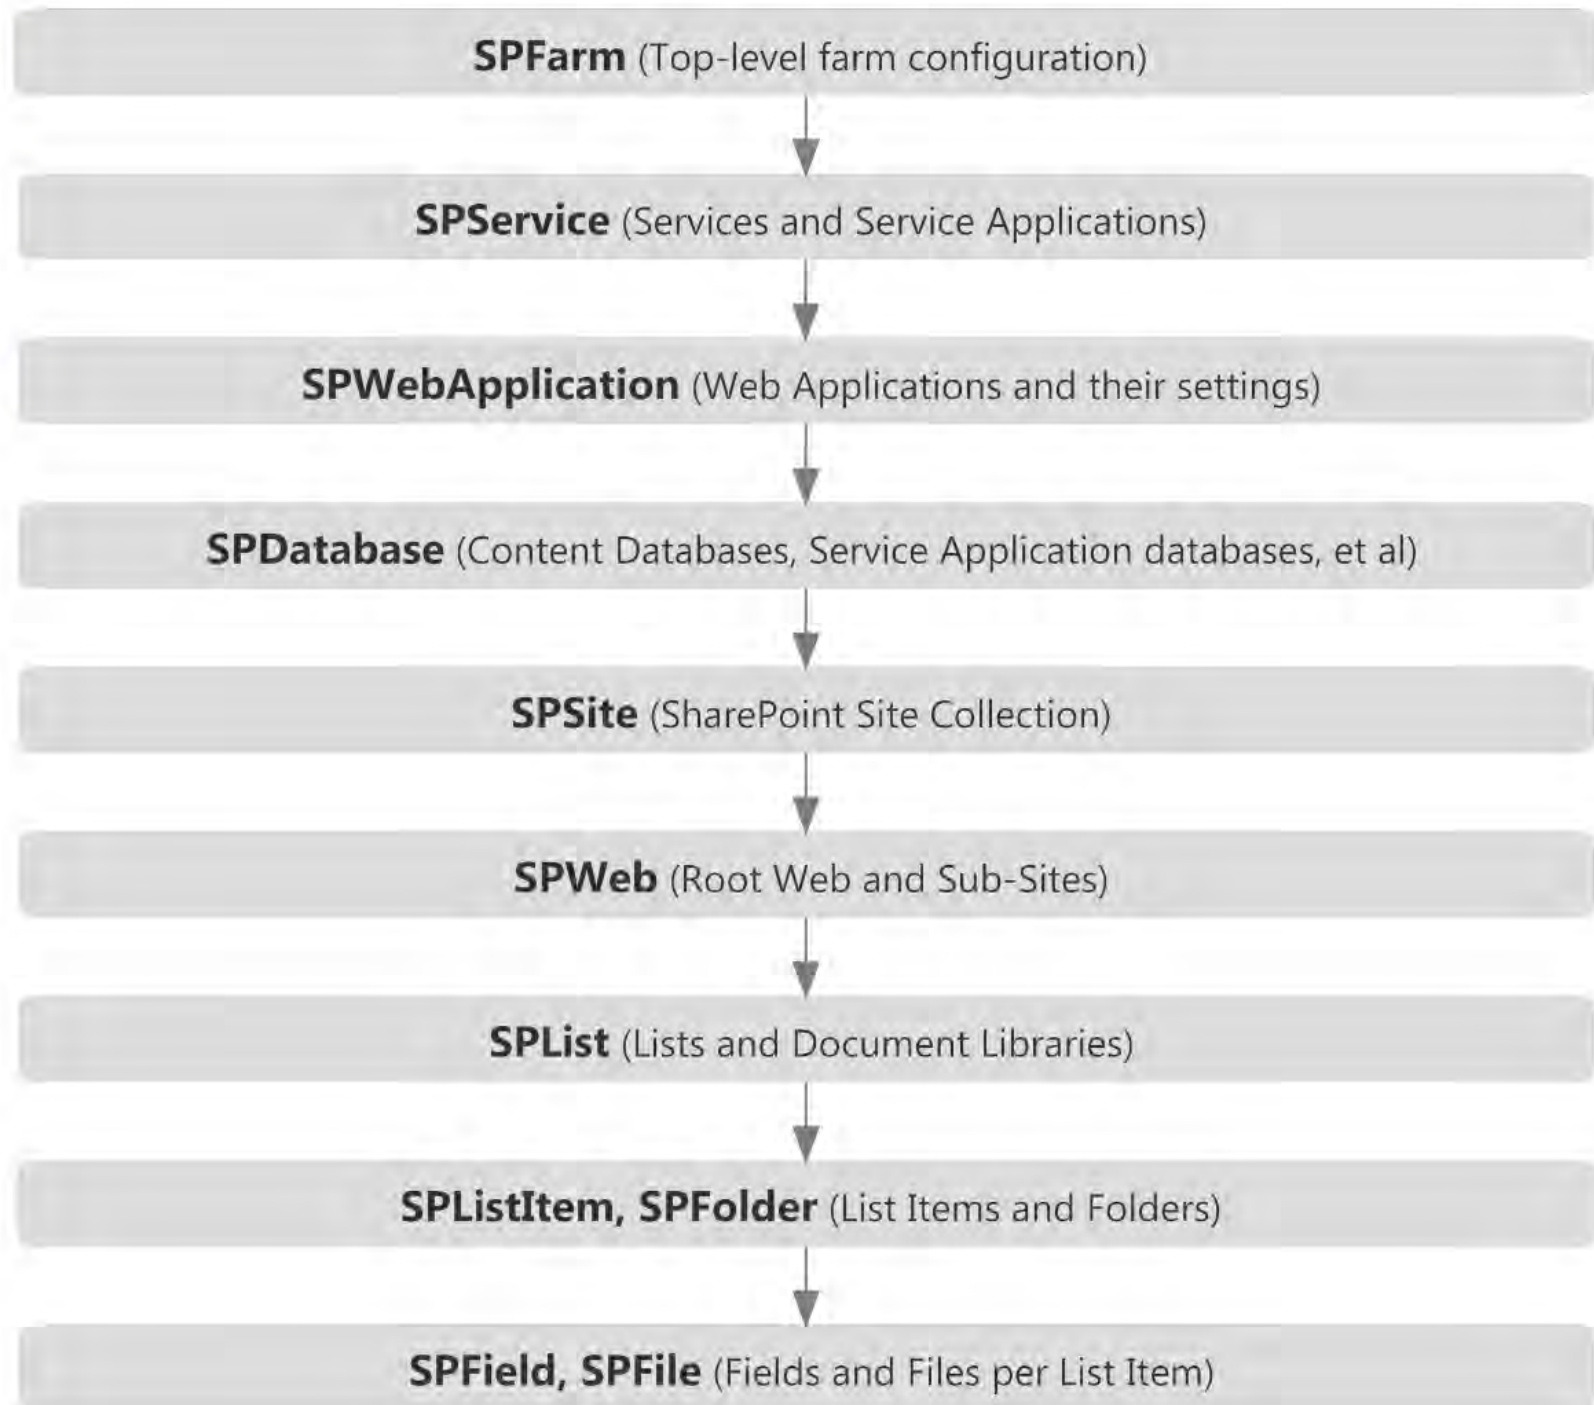 SPFarm (Top-level farm configuration)
SPService (Services and Service Applications)
SPWebApplication (Web Applications and their settings)
SPDatabase (Content Databases, Service Application databases, et al)
SPSite (SharePoint Site Collection)
SPWeb (Root Web and Sub-Sites)
SPList (Lists and Document Libraries)
SPListItem, SPFolder (List Items and Folders)
SPField, SPFile (Fields and Files per List Item)